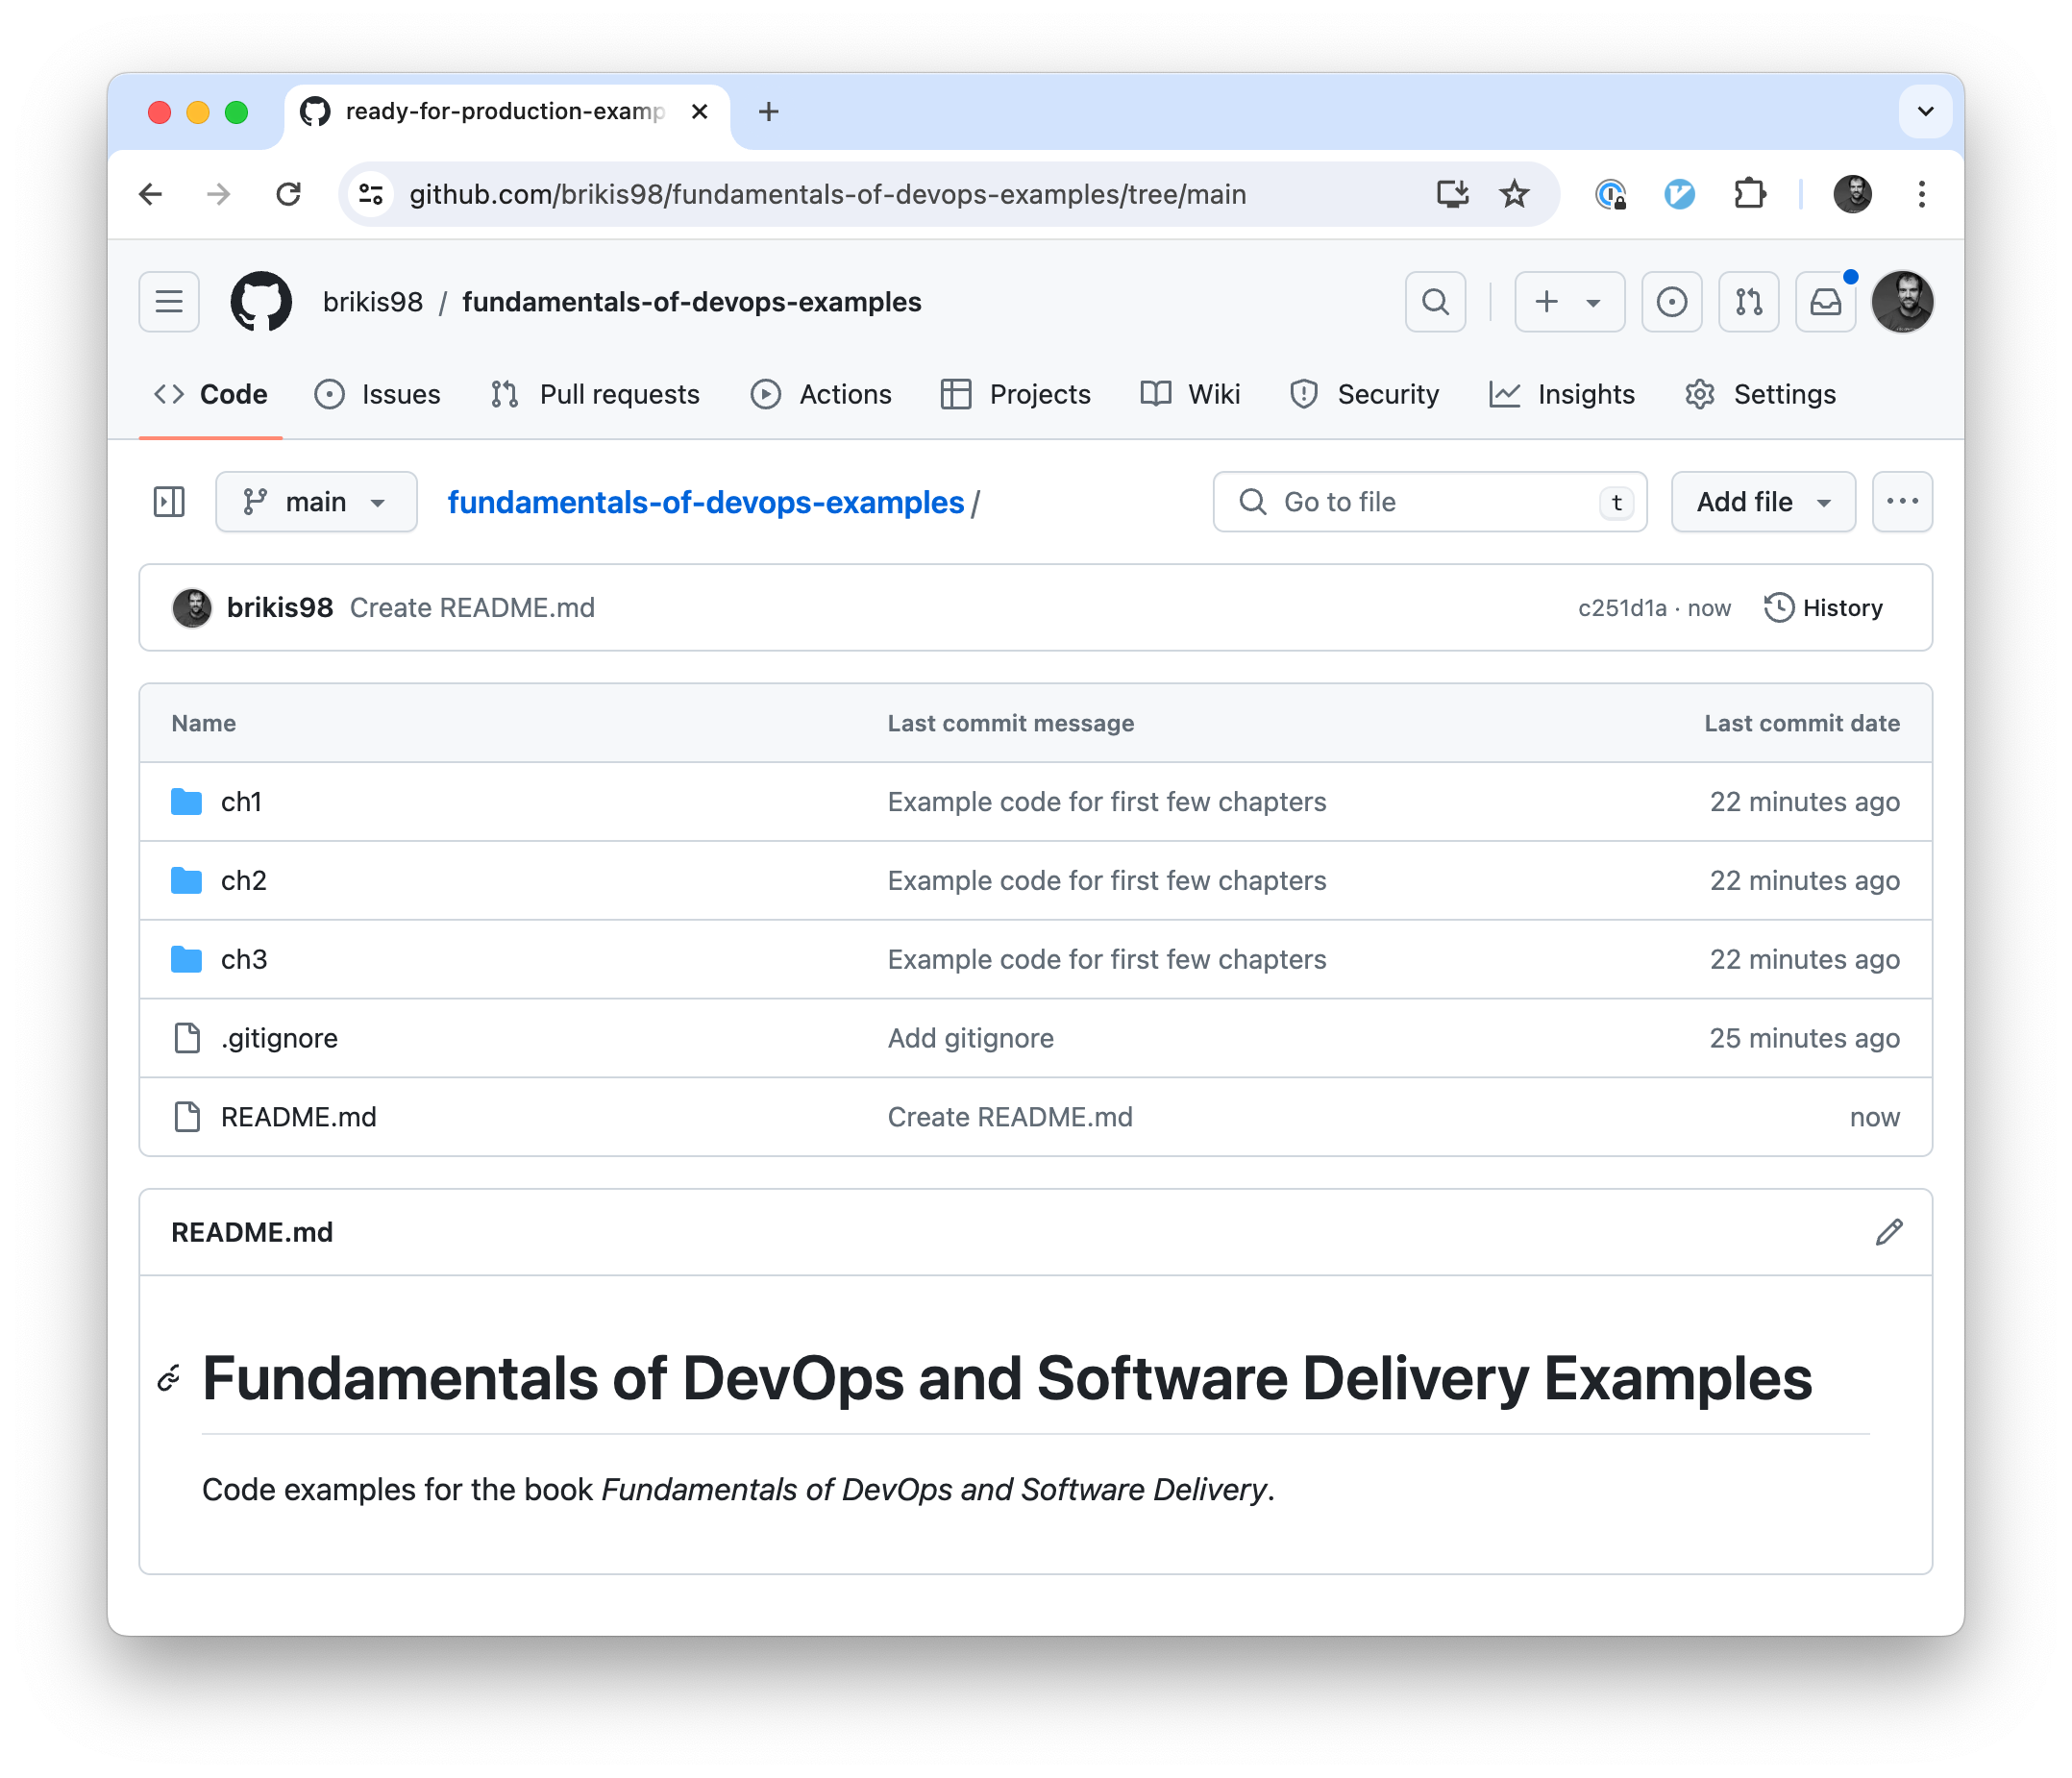 ready-for-production-examp
github.com/brikis98/fundamentals-of-devops-examples/tree/main
brikis98 / fundamentals-of-devops-examples
Code Issues Pull requests Actions Projects Wiki Security Insights Settings
main fundamentals-of-devops-examples / Go to file t Add file
brikis98 Create README.md c251d1a · now History
Name Last commit message Last commit date
ch1 Example code for first few chapters 22 minutes ago
ch2 Example code for first few chapters 22 minutes ago
ch3 Example code for first few chapters 22 minutes ago
.gitignore Add gitignore 25 minutes ago
README.md Create README.md now
README.md
Fundamentals of DevOps and Software Delivery Examples
Code examples for the book Fundamentals of DevOps and Software Delivery.